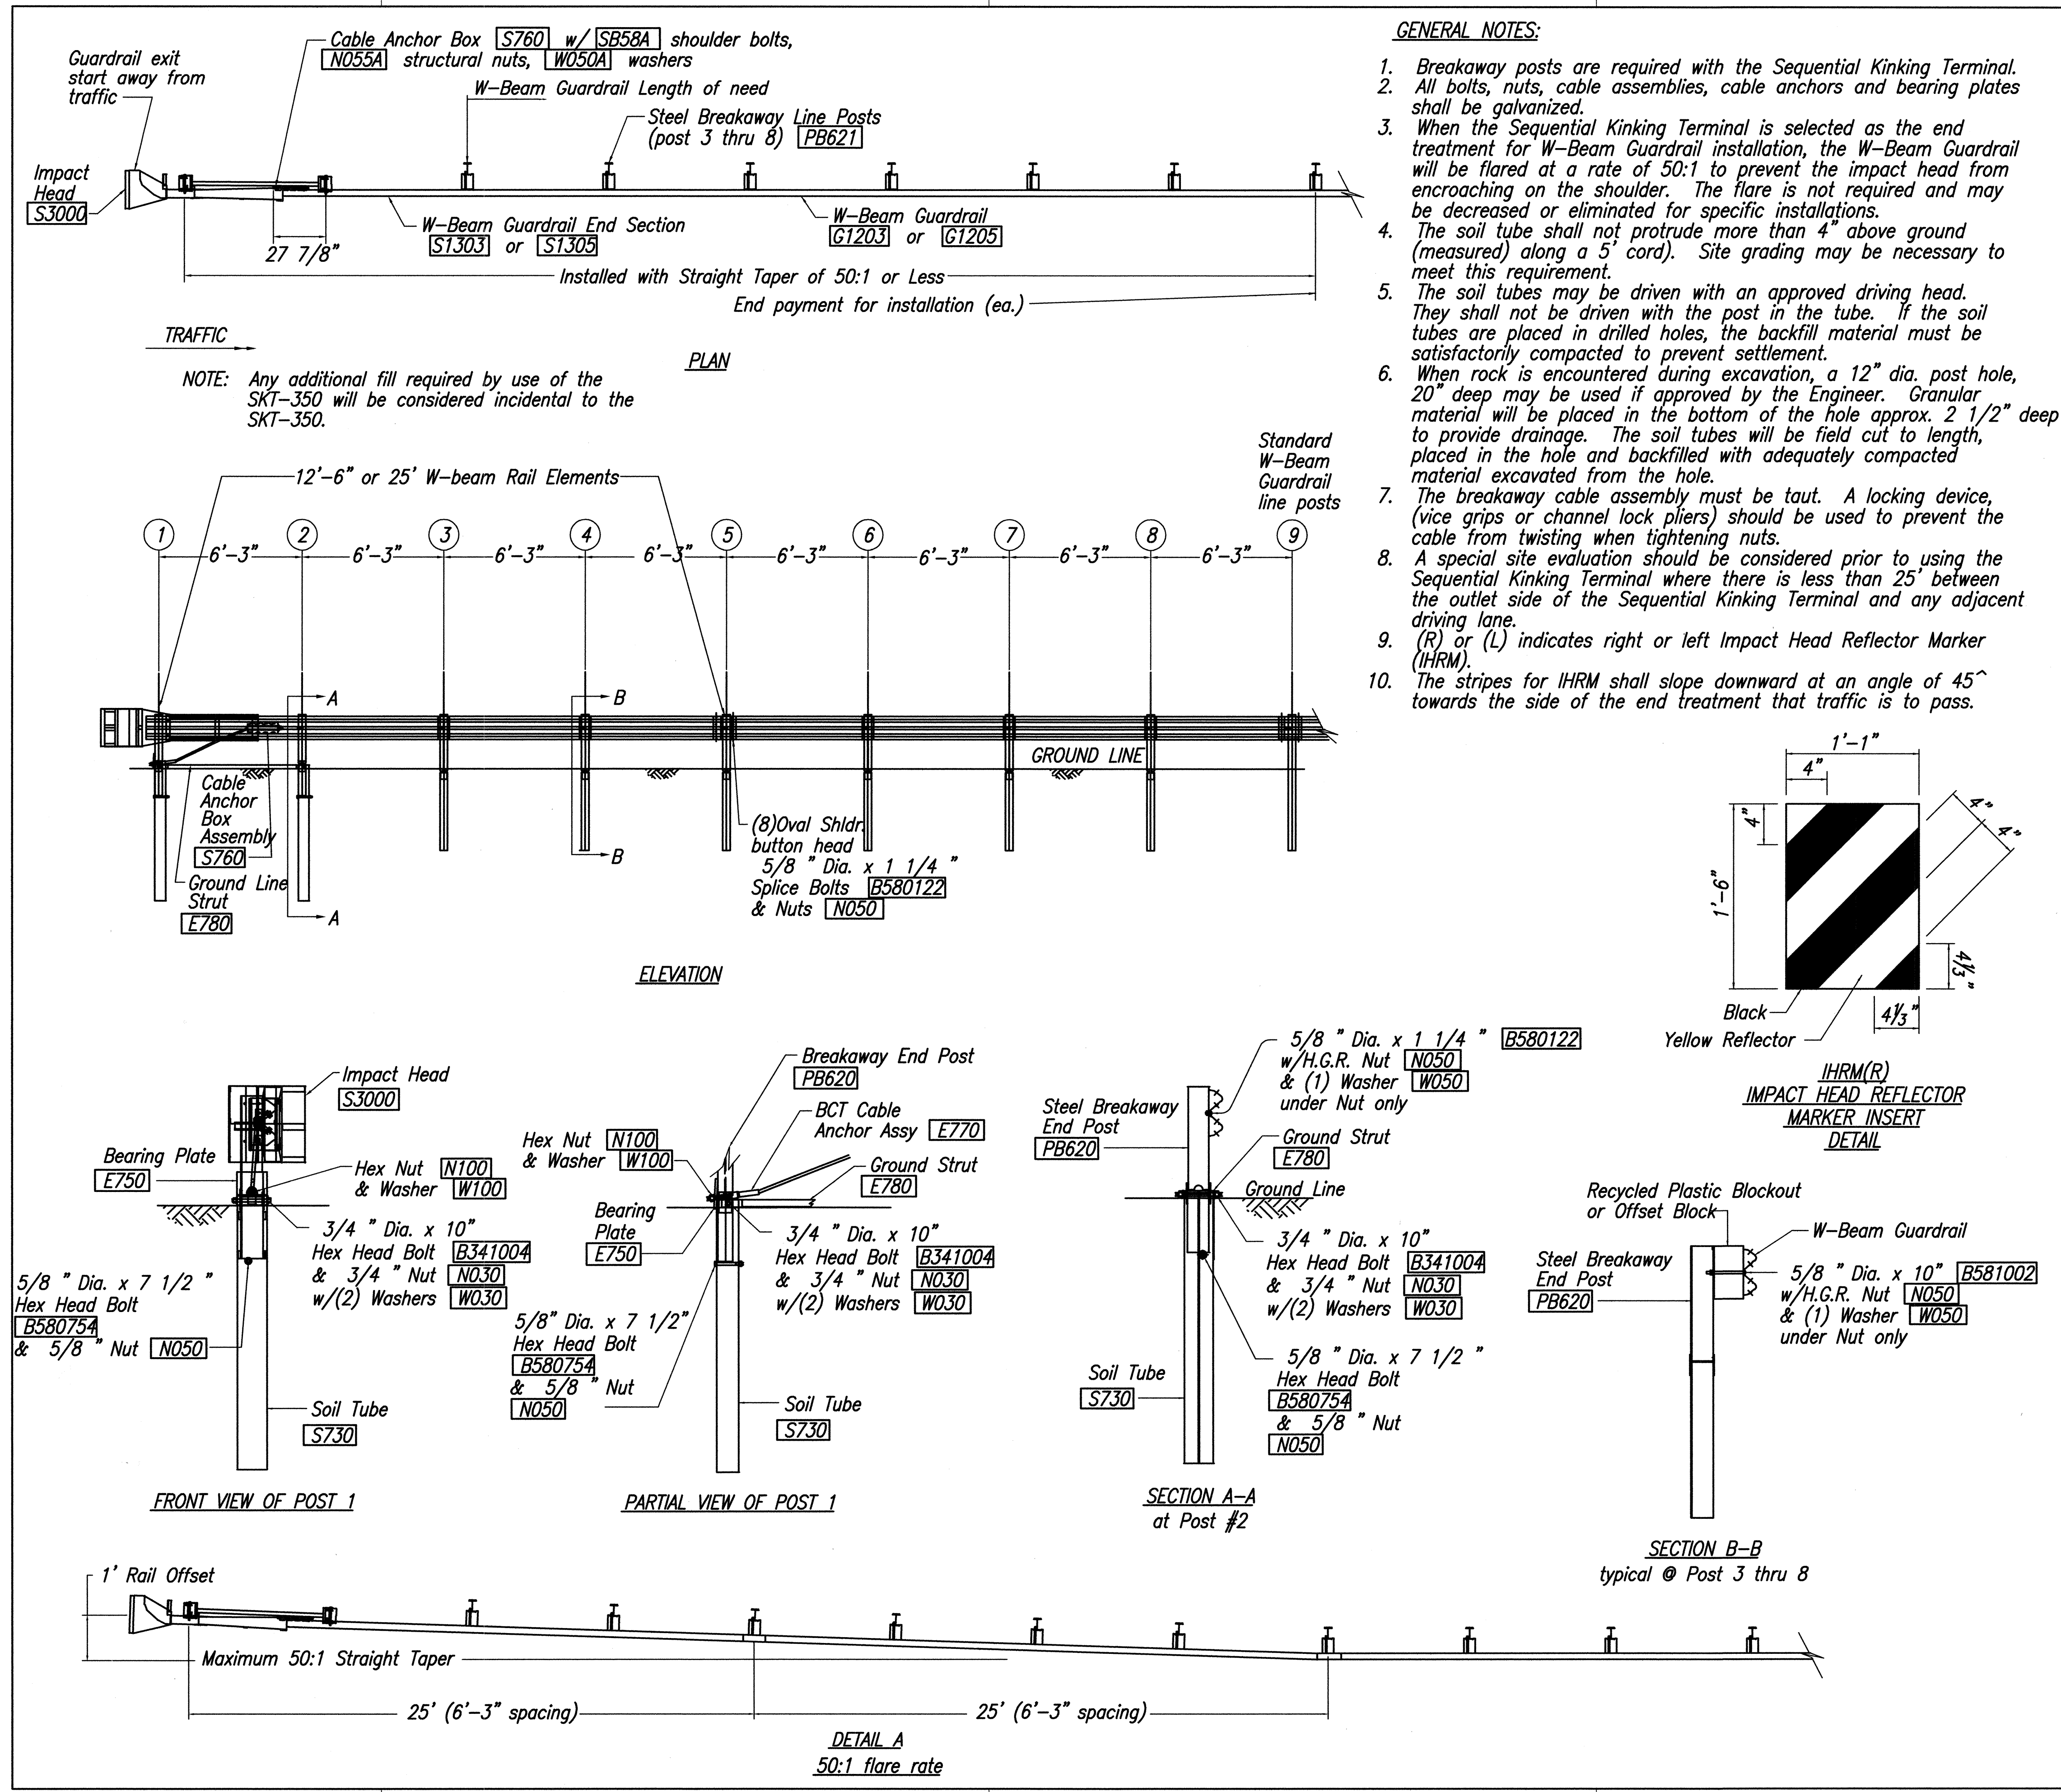 Cable Anchor Box S760 w/ SB58A shoulder bolts,
N055A structural nuts, W050A washers
Guardrail exit
start away from
traffic
W-Beam Guardrail Length of need
Steel Breakaway Line Posts
(post 3 thru 8) PB621
Impact
Head
S3000
W-Beam Guardrail End Section
S1303 or S1305
W-Beam Guardrail
G1203 or G1205
27 7/8"
Installed with Straight Taper of 50:1 or Less
End payment for installation (ea.)
TRAFFIC
PLAN
NOTE: Any additional fill required by use of the
SKT-350 will be considered incidental to the
SKT-350.
GENERAL NOTES:
1. Breakaway posts are required with the Sequential Kinking Terminal.
2. All bolts, nuts, cable assemblies, cable anchors and bearing plates
shall be galvanized.
3. When the Sequential Kinking Terminal is selected as the end
treatment for W-Beam Guardrail installation, the W-Beam Guardrail
will be flared at a rate of 50:1 to prevent the impact head from
encroaching on the shoulder. The flare is not required and may
be decreased or eliminated for specific installations.
4. The soil tube shall not protrude more than 4" above ground
(measured) along a 5' cord). Site grading may be necessary to
meet this requirement.
5. The soil tubes may be driven with an approved driving head.
They shall not be driven with the post in the tube. If the soil
tubes are placed in drilled holes, the backfill material must be
satisfactorily compacted to prevent settlement.
6. When rock is encountered during excavation, a 12" dia. post hole,
20" deep may be used if approved by the Engineer. Granular
material will be placed in the bottom of the hole approx. 2 1/2" deep
to provide drainage. The soil tubes will be field cut to length,
placed in the hole and backfilled with adequately compacted
material excavated from the hole.
7. The breakaway cable assembly must be taut. A locking device,
(vice grips or channel lock pliers) should be used to prevent the
cable from twisting when tightening nuts.
8. A special site evaluation should be considered prior to using the
Sequential Kinking Terminal where there is less than 25' between
the outlet side of the Sequential Kinking Terminal and any adjacent
driving lane.
9. (R) or (L) indicates right or left Impact Head Reflector Marker
(IHRM).
10. The stripes for IHRM shall slope downward at an angle of 45^
towards the side of the end treatment that traffic is to pass.
Standard
W-Beam
Guardrail
line posts
12'-6" or 25' W-beam Rail Elements
1 2 3 4 5 6 7 8 9
6'-3" 6'-3" 6'-3" 6'-3" 6'-3" 6'-3" 6'-3" 6'-3"
A
B
GROUND LINE
Cable
Anchor
Box
Assembly
S760
Ground Line
Strut
E780
A
B
(8)Oval Shldr.
button head
5/8 " Dia. x 1 1/4 "
Splice Bolts B580122
& Nuts N050
ELEVATION
1'-1"
4"
4"
1'-9"
4"
4"
4 1/3"
4 1/3"
Black
Yellow Reflector
IHRM(R)
IMPACT HEAD REFLECTOR
MARKER INSERT
DETAIL
Impact Head
S3000
Bearing Plate
E750
Hex Nut N100
& Washer W100
3/4 " Dia. x 10"
Hex Head Bolt B341004
& 3/4 " Nut N030
w/(2) Washers W030
5/8 " Dia. x 7 1/2 "
Hex Head Bolt
B580754
& 5/8 " Nut N050
Soil Tube
S730
FRONT VIEW OF POST 1
Breakaway End Post
PB620
BCT Cable
Anchor Assy E770
Hex Nut N100
& Washer W100
Ground Strut
E780
Bearing
Plate
E750
3/4 " Dia. x 10"
Hex Head Bolt B341004
& 3/4 " Nut N030
w/(2) Washers W030
5/8" Dia. x 7 1/2"
Hex Head Bolt
B580754
& 5/8 " Nut
N050
Soil Tube
S730
PARTIAL VIEW OF POST 1
5/8 " Dia. x 1 1/4 " B580122
w/H.G.R. Nut N050
& (1) Washer W050
under Nut only
Steel Breakaway
End Post
PB620
Ground Strut
E780
Ground Line
3/4 " Dia. x 10"
Hex Head Bolt B341004
& 3/4 " Nut N030
w/(2) Washers W030
5/8 " Dia. x 7 1/2 "
Hex Head Bolt
B580754
& 5/8 " Nut
N050
Soil Tube
S730
SECTION A-A
at Post #2
Recycled Plastic Blockout
or Offset Block
W-Beam Guardrail
Steel Breakaway
End Post
PB620
5/8 " Dia. x 10" B581002
w/H.G.R. Nut N050
& (1) Washer W050
under Nut only
SECTION B-B
typical @ Post 3 thru 8
1' Rail Offset
Maximum 50:1 Straight Taper
25' (6'-3" spacing)
25' (6'-3" spacing)
DETAIL A
50:1 flare rate